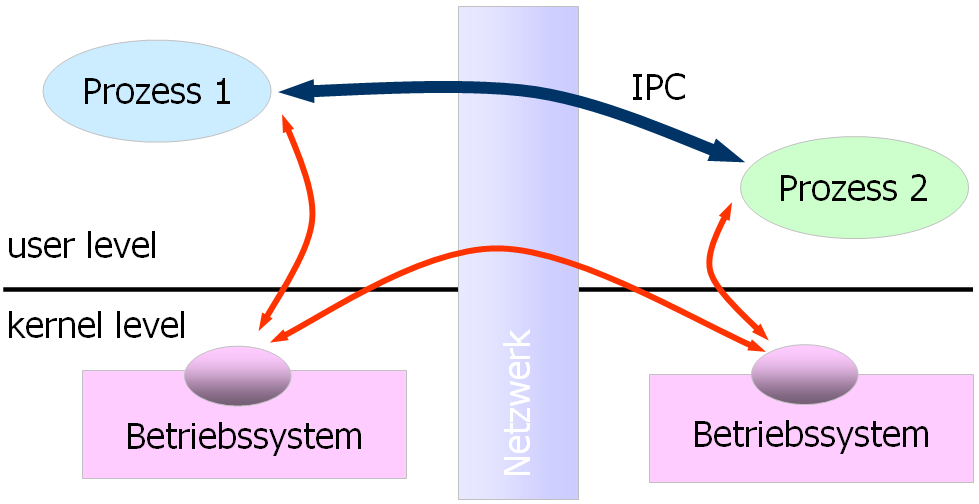 Prozess 1
IPC
Prozess 2
user level
kernel level
Netzwerk
Betriebssystem
Betriebssystem